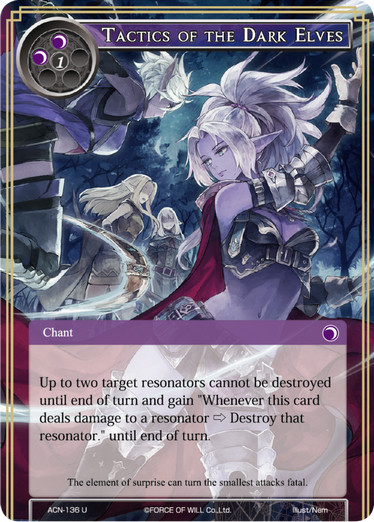 Tactics of the Dark Elves
1
Chant
Up to two target resonators cannot be destroyed
until end of turn and gain "Whenever this card
deals damage to a resonator ⇨ Destroy that
resonator." until end of turn.
The element of surprise can turn the smallest attacks fatal.
ACN-136 U ©FORCE OF WILL Co.,Ltd. Illust/Nem